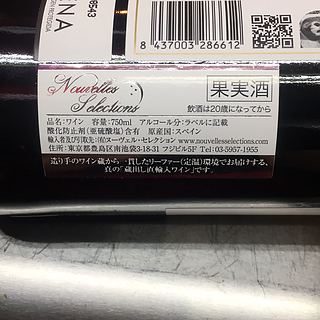 6543
ENA
8 437003 286612
Nouvelles
Selections
果実酒
飲酒は20歳になってから
品名:ワイン 容量:750ml アルコール分:ラベルに記載
酸化防止剤(亜硫酸塩)含有 原産国:スペイン
輸入者及び引取先:(有)ヌーヴェル・セレクション www.nouvellesselections.com
住所:東京都豊島区南池袋3-18-31 フジビル5F Tel:03-5957-1955
造り手のワイン蔵から一貫したリーファー(定温)環境でお届けする、
真の「蔵出し直輸入ワイン」です。